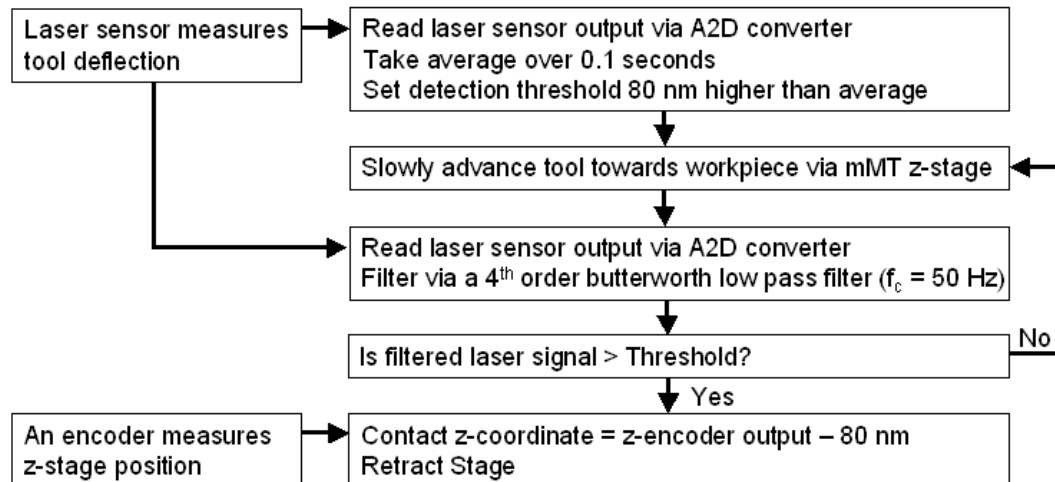 Laser sensor measures
tool deflection
Read laser sensor output via A2D converter
Take average over 0.1 seconds
Set detection threshold 80 nm higher than average
Slowly advance tool towards workpiece via mMT z-stage
Read laser sensor output via A2D converter
Filter via a 4th order butterworth low pass filter (fc = 50 Hz)
Is filtered laser signal > Threshold?
No
Yes
An encoder measures
z-stage position
Contact z-coordinate = z-encoder output – 80 nm
Retract Stage